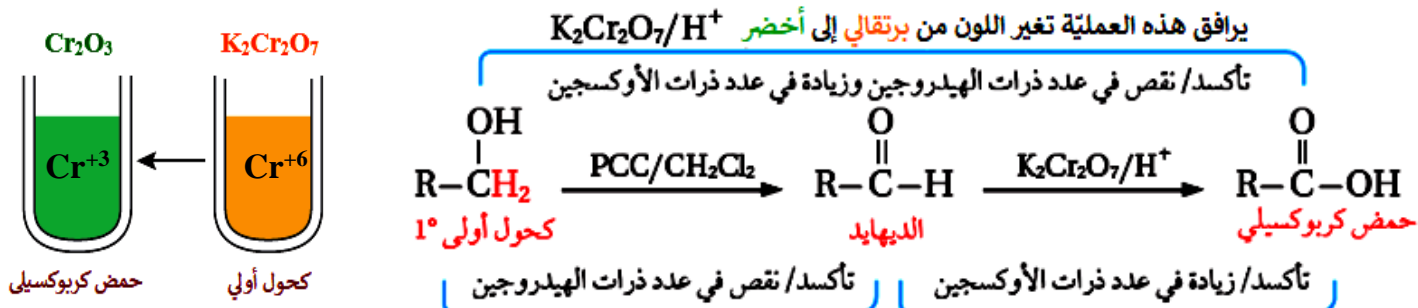 يرافق هذه العمليّة تغير اللون من برتقالي إلى أخضر K₂Cr₂O₇/H⁺
تأكسد/ نقص في عدد ذرات الهيدروجين وزيادة في عدد ذرات الأوكسجين
Cr₂O₃
K₂Cr₂O₇
Cr⁺³
Cr⁺⁶
حمض كربوكسيلي
كحول أولي
OH
R–CH₂
PCC/CH₂Cl₂
O
R–C–H
K₂Cr₂O₇/H⁺
O
R–C–OH
كحول أولى 1°
الديهايد
حمض كربوكسيلي
تأكسد/ نقص في عدد ذرات الهيدروجين
تأكسد/ زيادة في عدد ذرات الأوكسجين